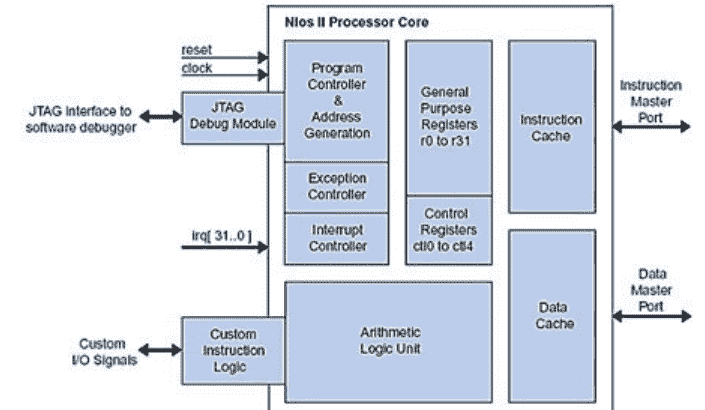 Nios II Processor Core
reset
clock
JTAG Interface to
software debugger
JTAG
Debug Module
Program
Controller
&
Address
Generation
General
Purpose
Registers
r0 to r31
Instruction
Cache
Instruction
Master
Port
Exception
Controller
irq[ 31..0 ]
Interrupt
Controller
Control
Registers
ctl0 to ctl4
Data
Master
Port
Custom
I/O Signals
Custom
Instruction
Logic
Arithmetic
Logic Unit
Data
Cache